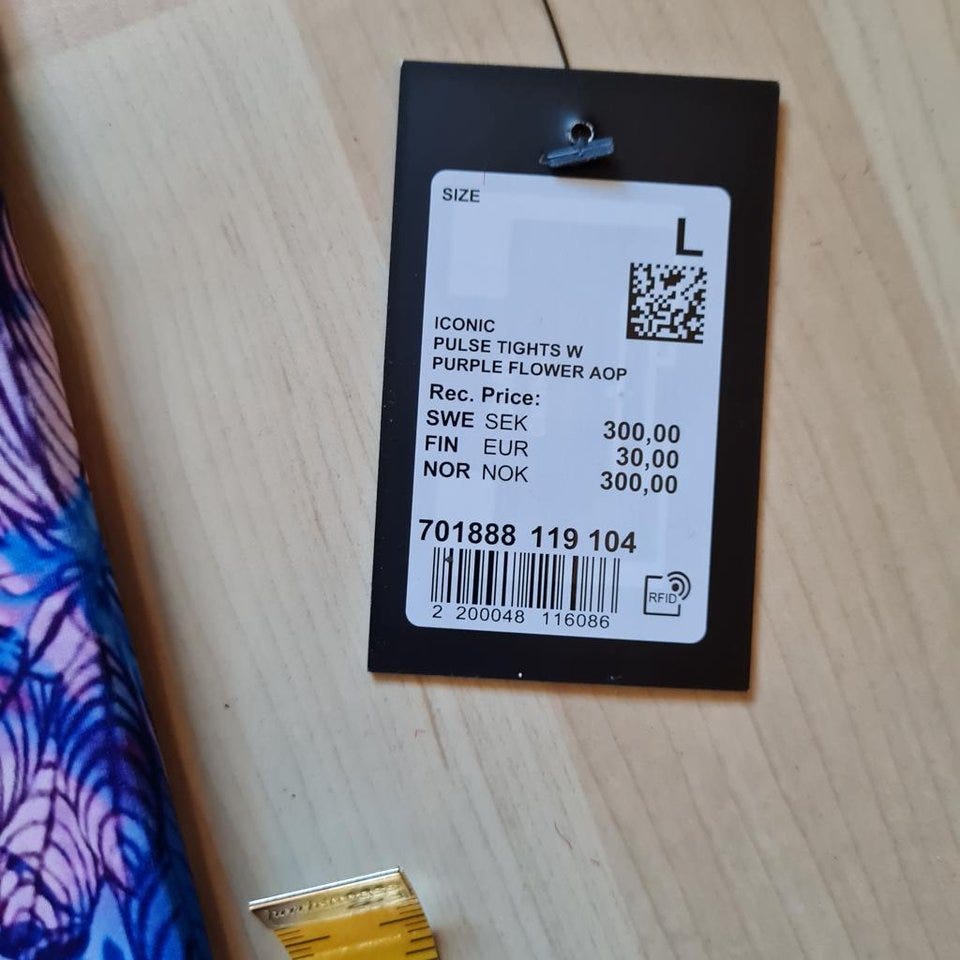 SIZE
L
ICONIC
PULSE TIGHTS W
PURPLE FLOWER AOP
Rec. Price:
SWE SEK 300,00
FIN EUR 30,00
NOR NOK 300,00
701888 119 104
2 200048 116086
RFID